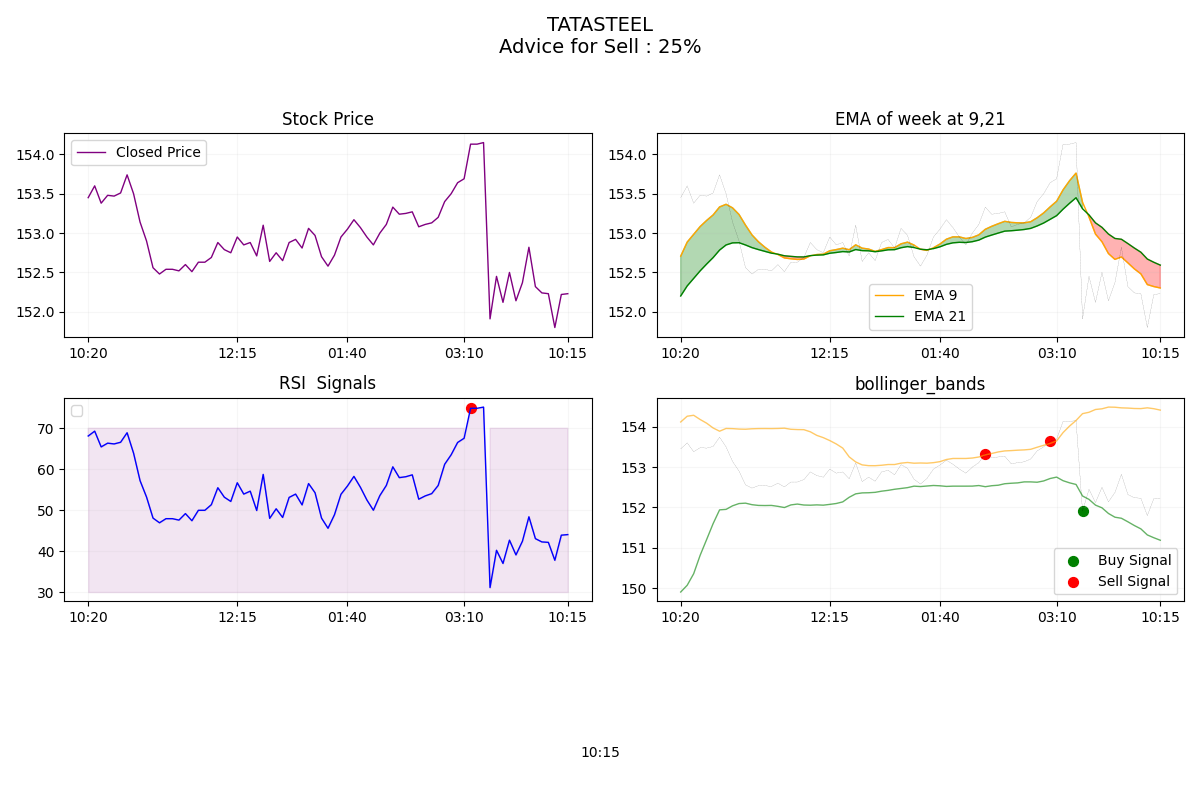 TATASTEEL
Advice for Sell : 25%
Stock Price
154.0
153.5
153.0
152.5
152.0
Closed Price
10:20 12:15 01:40 03:10 10:15
EMA of week at 9,21
154.0
153.5
153.0
152.5
152.0
EMA 9
EMA 21
10:20 12:15 01:40 03:10 10:15
RSI  Signals
70
60
50
40
30
10:20 12:15 01:40 03:10 10:15
bollinger_bands
154
153
152
151
150
Buy Signal
Sell Signal
10:20 12:15 01:40 03:10 10:15
10:15